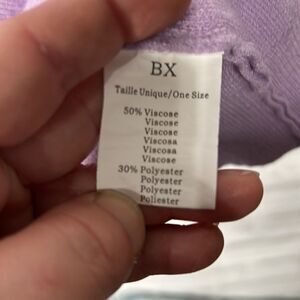 BX
Taille Unique/One Size
50% Viscose
Viscose
Viscose
Viscosa
Viscosa
Viscose
30% Polyester
Polyester
Polyester
Poliester